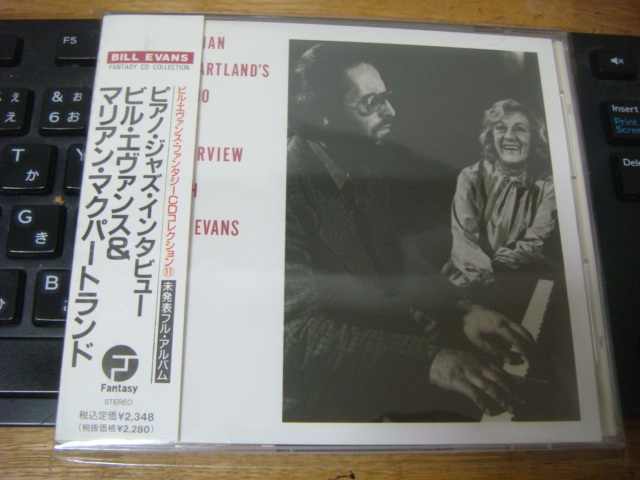 BILL EVANS
FANTASY CD COLLECTION
ビル・エヴァンス・ファンタジーCDコレクション⑪
未発表フル・アルバム
ピアノ・ジャズ・インタビュー
ビル・エヴァンス&
マリアン・マクパートランド
Fantasy
STEREO
税込定価¥2,348
(税抜価格¥2,280)
IAN
ARTLAND'S
O
RVIEW
H
EVANS
F5
&
6
お
ぉ
え
T
か
G
き
こ
Insert
Print
Scre
Dele